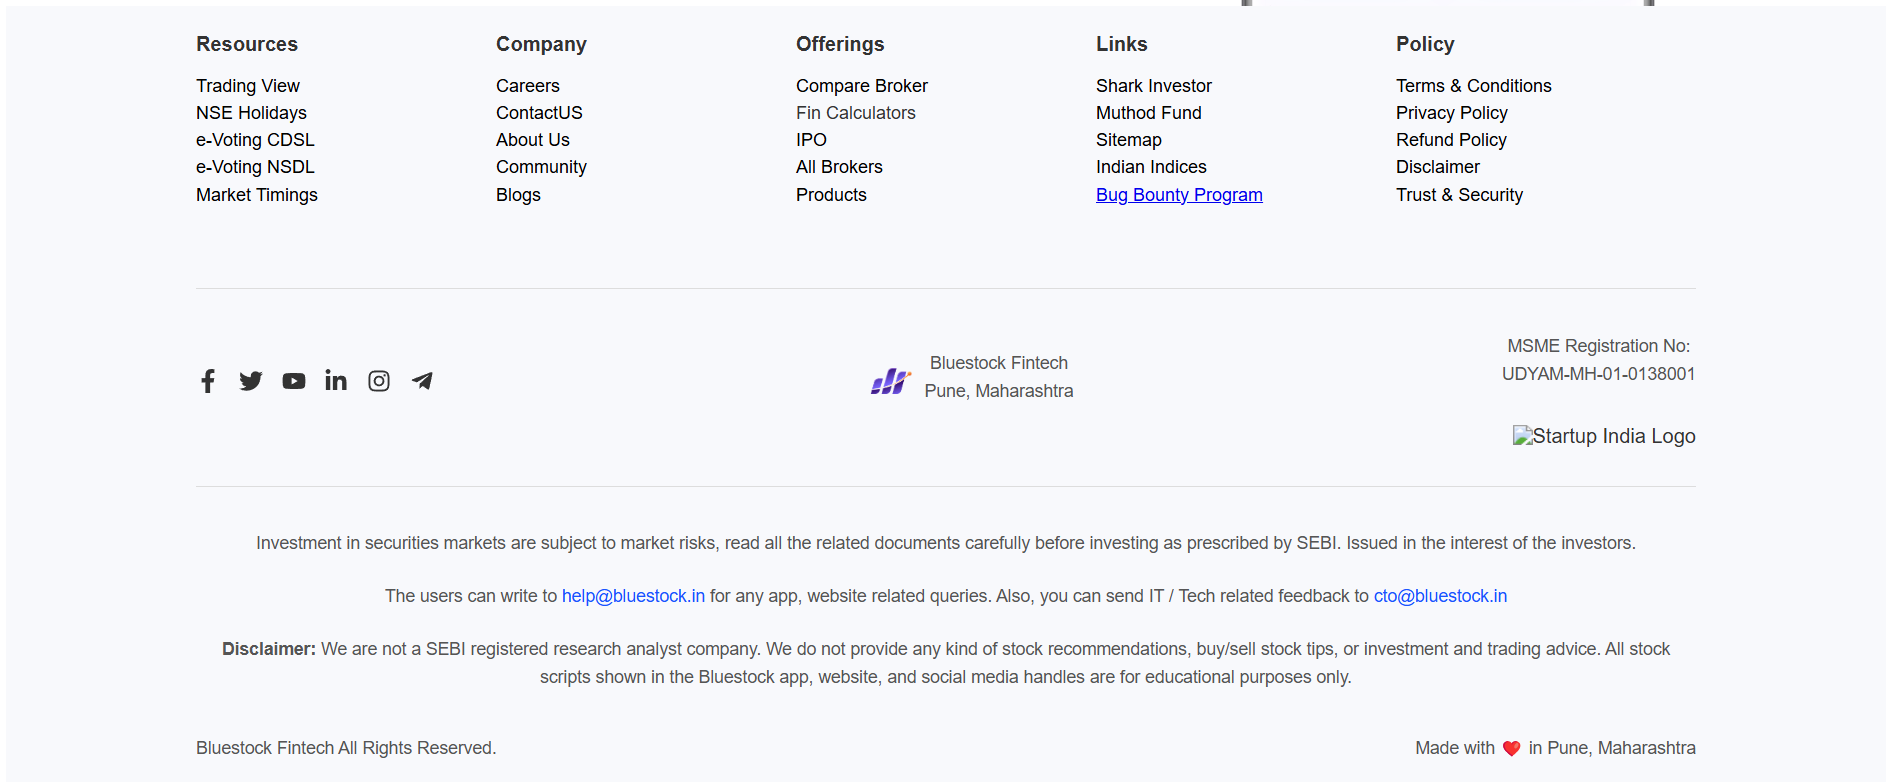 Resources
Trading View
NSE Holidays
e-Voting CDSL
e-Voting NSDL
Market Timings
Company
Careers
ContactUS
About Us
Community
Blogs
Offerings
Compare Broker
Fin Calculators
IPO
All Brokers
Products
Links
Shark Investor
Muthod Fund
Sitemap
Indian Indices
Bug Bounty Program
Policy
Terms & Conditions
Privacy Policy
Refund Policy
Disclaimer
Trust & Security
Bluestock Fintech
Pune, Maharashtra
MSME Registration No:
UDYAM-MH-01-0138001
Startup India Logo
Investment in securities markets are subject to market risks, read all the related documents carefully before investing as prescribed by SEBI. Issued in the interest of the investors.
The users can write to help@bluestock.in for any app, website related queries. Also, you can send IT / Tech related feedback to cto@bluestock.in
Disclaimer: We are not a SEBI registered research analyst company. We do not provide any kind of stock recommendations, buy/sell stock tips, or investment and trading advice. All stock
scripts shown in the Bluestock app, website, and social media handles are for educational purposes only.
Bluestock Fintech All Rights Reserved.
Made with ❤️ in Pune, Maharashtra